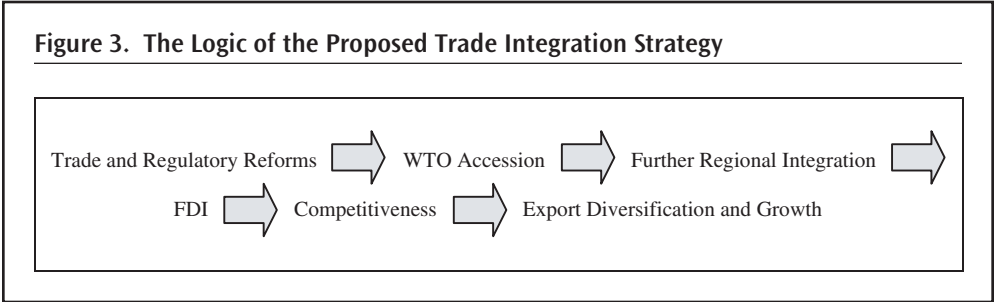 Figure 3. The Logic of the Proposed Trade Integration Strategy
Trade and Regulatory Reforms WTO Accession Further Regional Integration
FDI Competitiveness Export Diversification and Growth